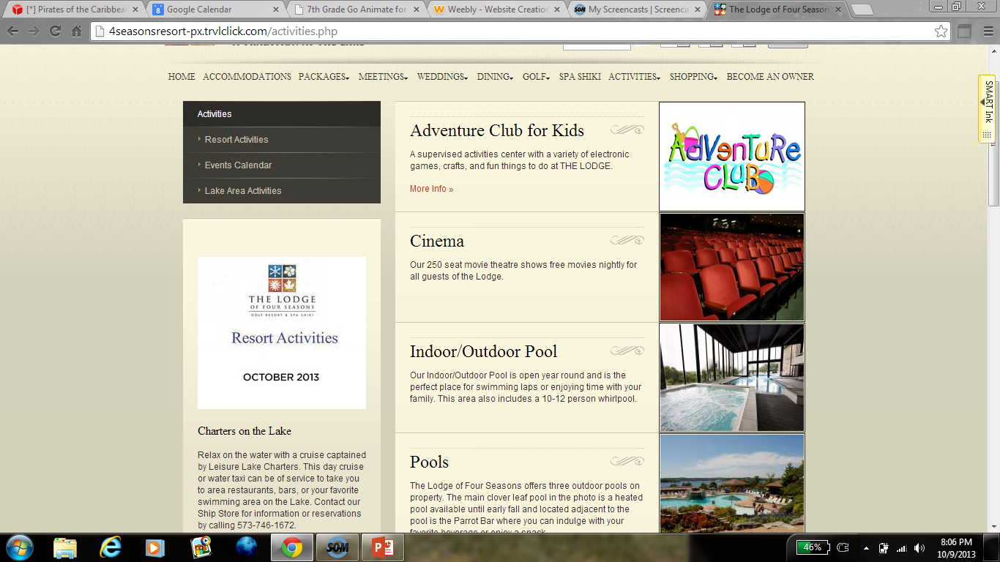 [*] Pirates of the Caribbean
Google Calendar
7th Grade Go Animate for
Weebly - Website Creation
My Screencasts | Screenca
The Lodge of Four Season
4seasonsresort-px.trvlclick.com/activities.php
HOME ACCOMMODATIONS PACKAGES MEETINGS WEDDINGS DINING GOLF SPA SHIKI ACTIVITIES SHOPPING BECOME AN OWNER
SMART Ink
Activities
Resort Activities
Events Calendar
Lake Area Activities
THE LODGE
OF FOUR SEASONS
GOLF RESORT & SPA SHIKI
Resort Activities
OCTOBER 2013
Charters on the Lake
Relax on the water with a cruise captained
by Leisure Lake Charters. This day cruise
or water taxi can be of service to take you
to area restaurants, bars, or your favorite
swimming area on the Lake. Contact our
Ship Store for information or reservations
by calling 573-746-1672.
Adventure Club for Kids
A supervised activities center with a variety of electronic
games, crafts, and fun things to do at THE LODGE.
More Info »
AdVenTuRe
CLuB
Cinema
Our 250 seat movie theatre shows free movies nightly for
all guests of the Lodge.
Indoor/Outdoor Pool
Our Indoor/Outdoor Pool is open year round and is the
perfect place for swimming laps or enjoying time with your
family. This area also includes a 10-12 person whirlpool.
Pools
The Lodge of Four Seasons offers three outdoor pools on
property. The main clover leaf pool in the photo is a heated
pool available until early fall and located adjacent to the
pool is the Parrot Bar where you can indulge with your
favorite beverage or enjoy a snack.
SOM
46%
8:06 PM
10/9/2013